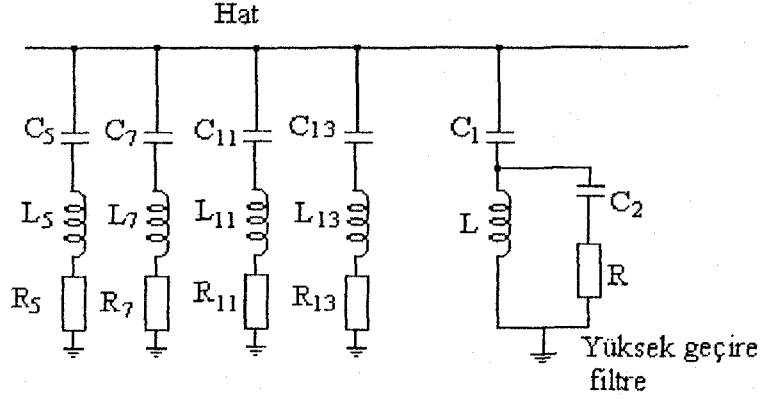 Hat
C5 C7 C11 C13 C1
C2
L5 L7 L11 L13 L
R5 R7 R11 R13 R
Yüksek geçire
filtre